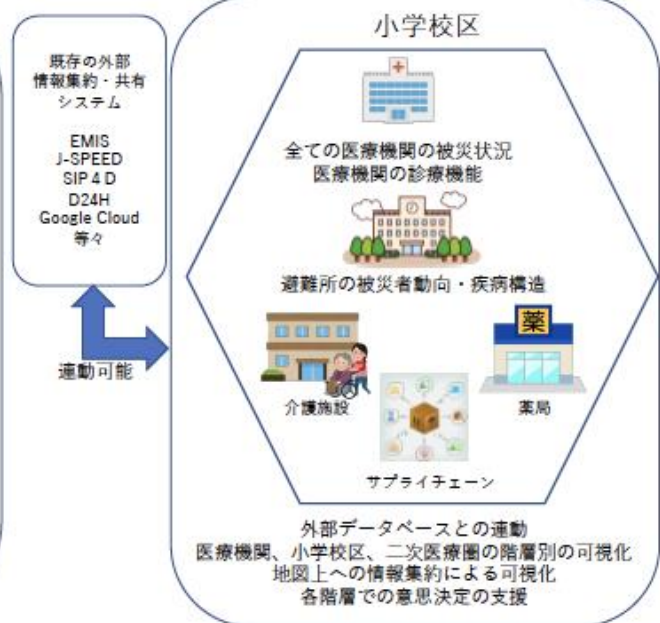 既存の外部
情報集約・共有
システム
EMIS
J-SPEED
SIP4D
D24H
Google Cloud
等々
連動可能
小学校区
全ての医療機関の被災状況
医療機関の診療機能
避難所の被災者動向・疾病構造
介護施設
薬
薬局
サプライチェーン
外部データベースとの連動
医療機関、小学校区、二次医療圏の階層別の可視化
地図上への情報集約による可視化
各階層での意思決定の支援